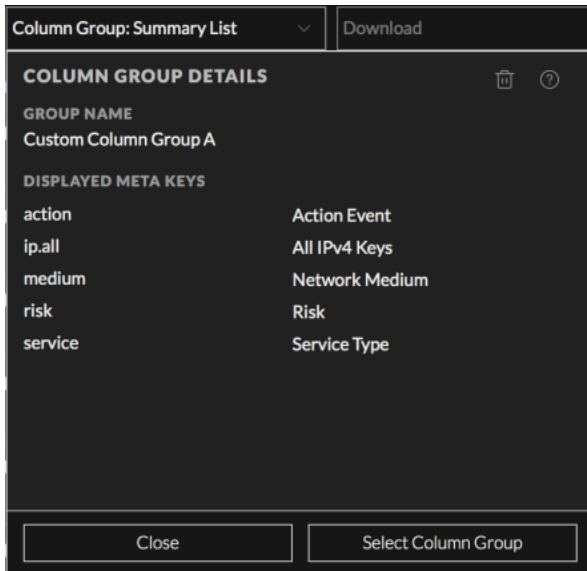 Column Group: Summary List Download
COLUMN GROUP DETAILS
GROUP NAME
Custom Column Group A
DISPLAYED META KEYS
action Action Event
ip.all All IPv4 Keys
medium Network Medium
risk Risk
service Service Type
Close Select Column Group